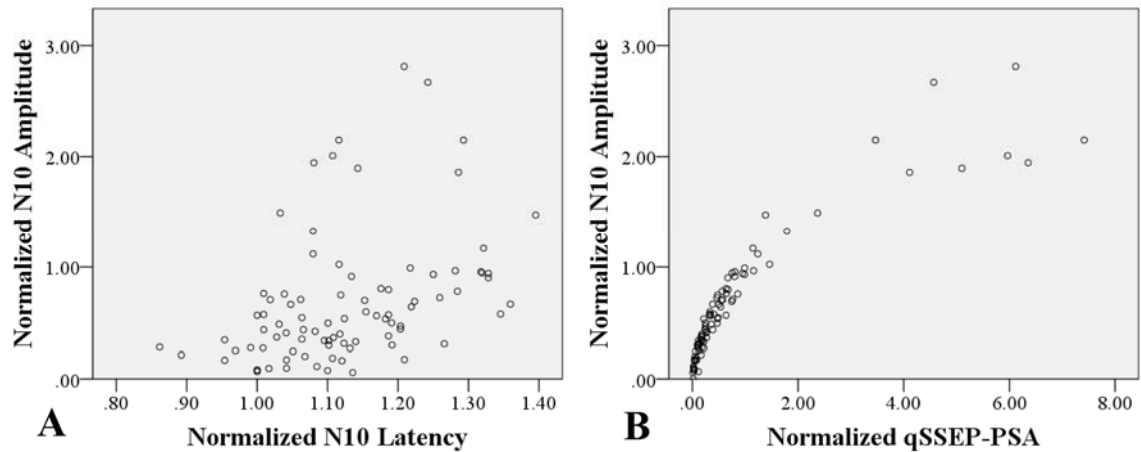 Normalized N10 Amplitude
3.00
2.00
1.00
.00
.80 .90 1.00 1.10 1.20 1.30 1.40
A Normalized N10 Latency
Normalized N10 Amplitude
3.00
2.00
1.00
.00
.00 2.00 4.00 6.00 8.00
B Normalized qSSEP-PSA